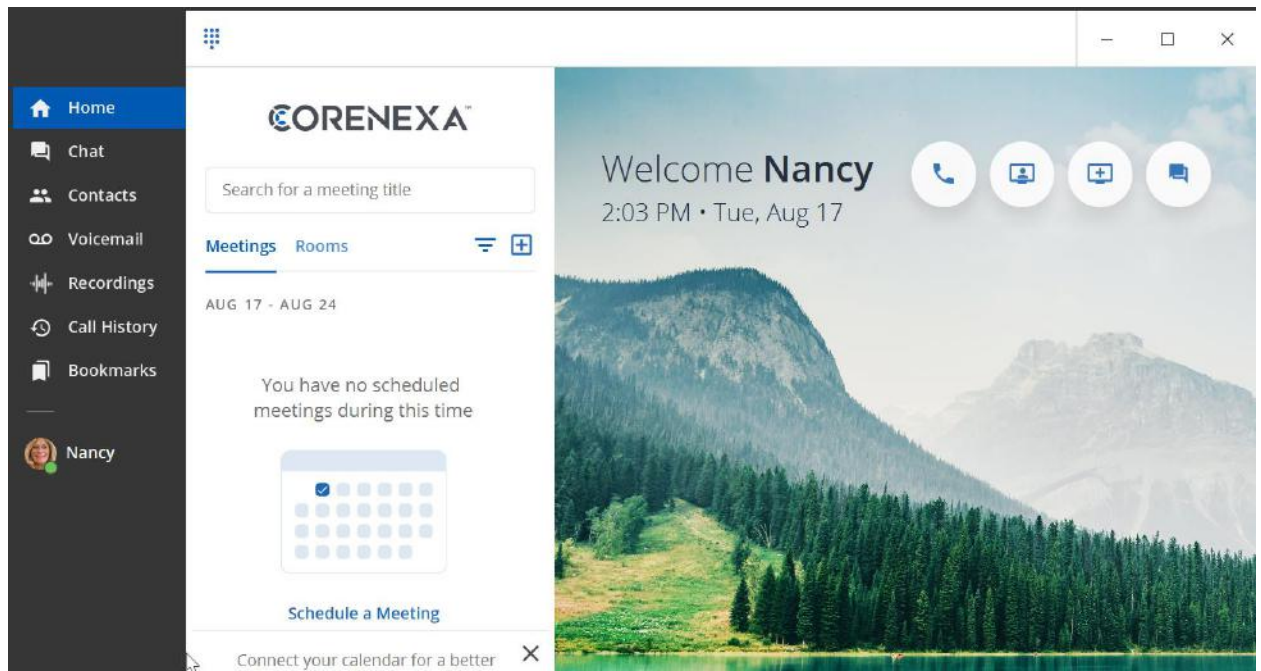 Home
Chat
Contacts
Voicemail
Recordings
Call History
Bookmarks
Nancy
CORENEXA™
Search for a meeting title
Meetings Rooms
AUG 17 - AUG 24
You have no scheduled
meetings during this time
Schedule a Meeting
Connect your calendar for a better
Welcome Nancy
2:03 PM • Tue, Aug 17